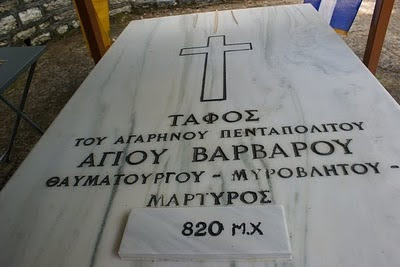 ΤΑΦΟΣ
ΤΟΥ ΑΓΑΡΗΝΟΥ ΠΕΝΤΑΠΟΛΙΤΟΥ
ΑΓΙΟΥ ΒΑΡΒΑΡΟΥ
ΘΑΥΜΑΤΟΥΡΓΟΥ - ΜΥΡΟΒΛΗΤΟΥ -
ΜΑΡΤΥΡΟΣ
820 Μ.Χ